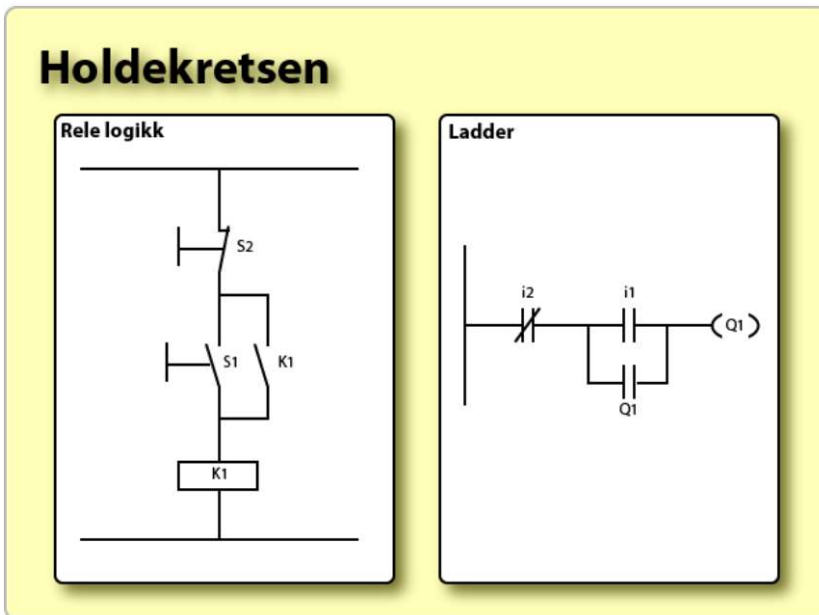 Holdekretsen
Rele logikk
S2
S1
K1
K1
Ladder
i2
i1
Q1
Q1